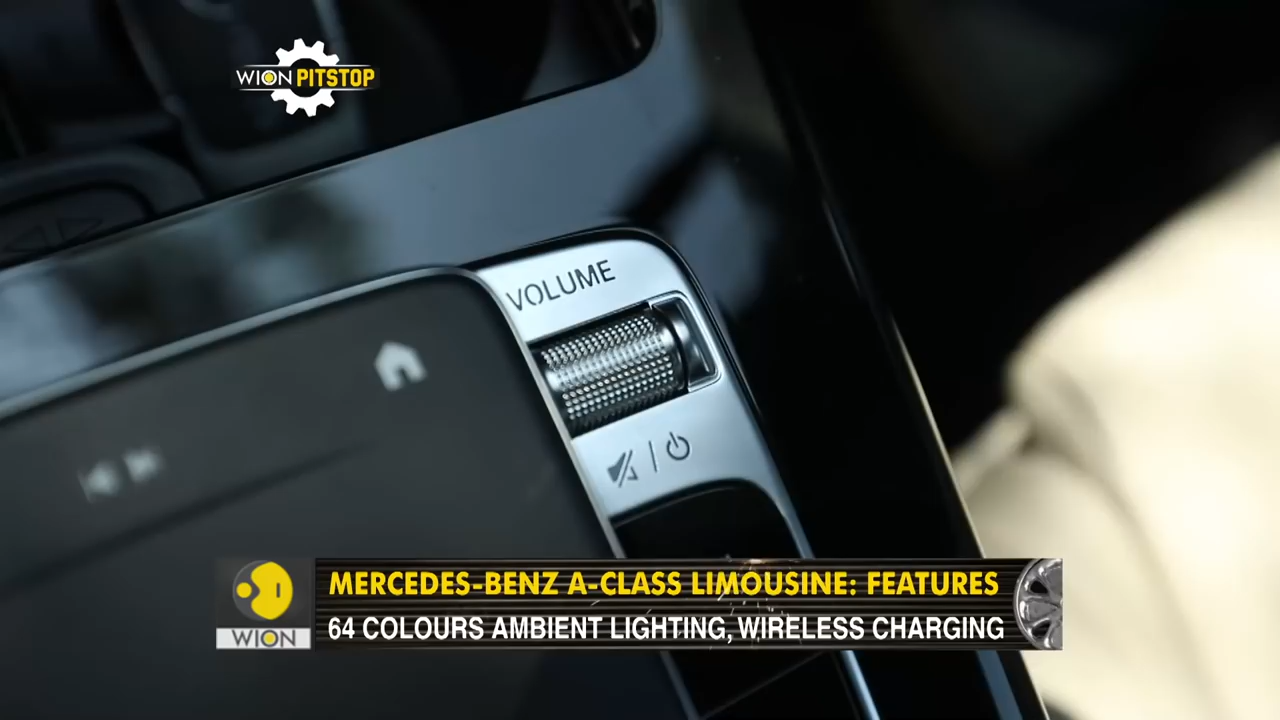 WION PITSTOP
VOLUME
MERCEDES-BENZ A-CLASS LIMOUSINE: FEATURES
64 COLOURS AMBIENT LIGHTING, WIRELESS CHARGING
WION